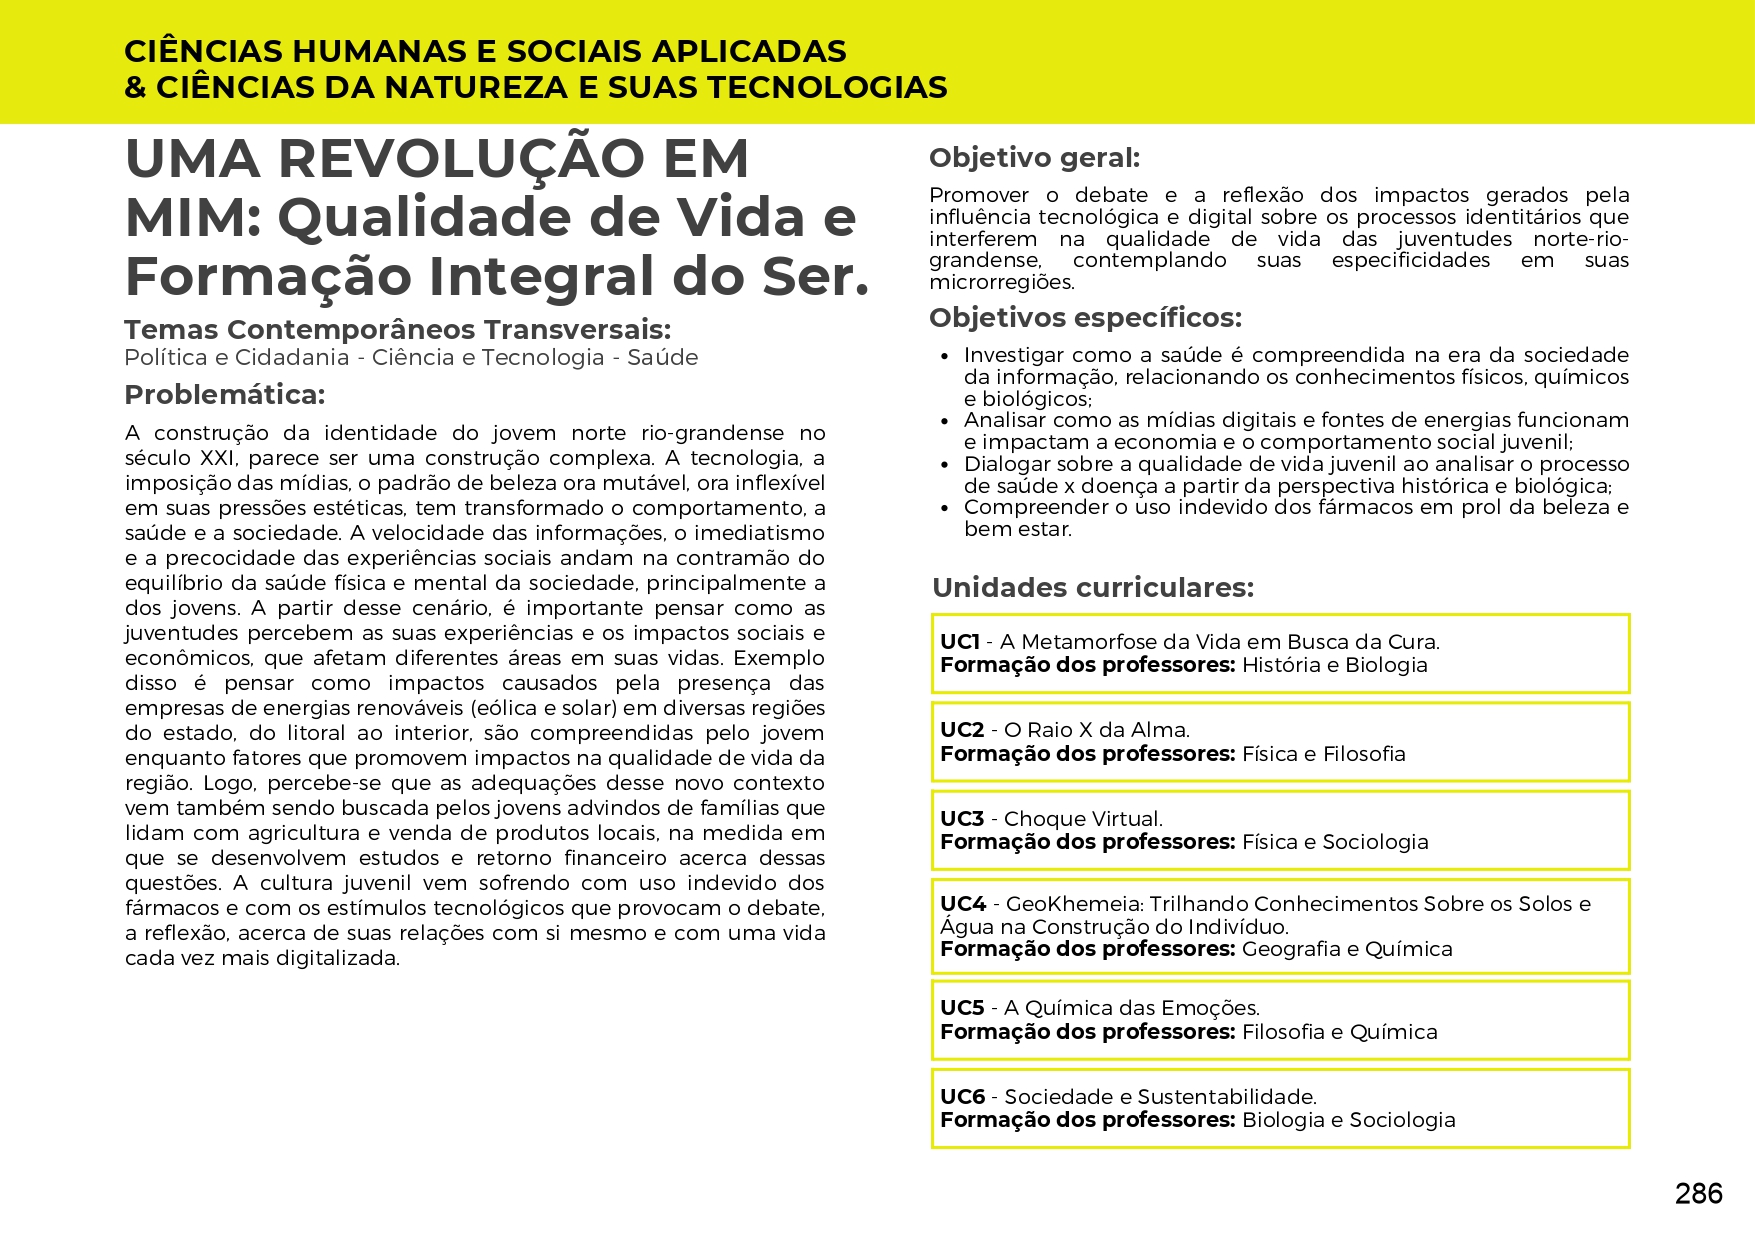 CIÊNCIAS HUMANAS E SOCIAIS APLICADAS
& CIÊNCIAS DA NATUREZA E SUAS TECNOLOGIAS
UMA REVOLUÇÃO EM
MIM: Qualidade de Vida e
Formação Integral do Ser.
Temas Contemporâneos Transversais:
Política e Cidadania - Ciência e Tecnologia - Saúde
Problemática:
A construção da identidade do jovem norte rio-grandense no
século XXI, parece ser uma construção complexa. A tecnologia, a
imposição das mídias, o padrão de beleza ora mutável, ora inflexível
em suas pressões estéticas, tem transformado o comportamento, a
saúde e a sociedade. A velocidade das informações, o imediatismo
e a precocidade das experiências sociais andam na contramão do
equilíbrio da saúde física e mental da sociedade, principalmente a
dos jovens. A partir desse cenário, é importante pensar como as
juventudes percebem as suas experiências e os impactos sociais e
econômicos, que afetam diferentes áreas em suas vidas. Exemplo
disso é pensar como impactos causados pela presença das
empresas de energias renováveis (eólica e solar) em diversas regiões
do estado, do litoral ao interior, são compreendidas pelo jovem
enquanto fatores que promovem impactos na qualidade de vida da
região. Logo, percebe-se que as adequações desse novo contexto
vem também sendo buscada pelos jovens advindos de famílias que
lidam com agricultura e venda de produtos locais, na medida em
que se desenvolvem estudos e retorno financeiro acerca dessas
questões. A cultura juvenil vem sofrendo com uso indevido dos
fármacos e com os estímulos tecnológicos que provocam o debate,
a reflexão, acerca de suas relações com si mesmo e com uma vida
cada vez mais digitalizada.
Objetivo geral:
Promover o debate e a reflexão dos impactos gerados pela
influência tecnológica e digital sobre os processos identitários que
interferem na qualidade de vida das juventudes norte-rio-
grandense, contemplando suas especificidades em suas
microrregiões.
Objetivos específicos:
• Investigar como a saúde é compreendida na era da sociedade
da informação, relacionando os conhecimentos físicos, químicos
e biológicos;
• Analisar como as mídias digitais e fontes de energias funcionam
e impactam a economia e o comportamento social juvenil;
• Dialogar sobre a qualidade de vida juvenil ao analisar o processo
de saúde x doença a partir da perspectiva histórica e biológica;
• Compreender o uso indevido dos fármacos em prol da beleza e
bem estar.
Unidades curriculares:
UC1 - A Metamorfose da Vida em Busca da Cura.
Formação dos professores: História e Biologia
UC2 - O Raio X da Alma.
Formação dos professores: Física e Filosofia
UC3 - Choque Virtual.
Formação dos professores: Física e Sociologia
UC4 - GeoKhemeia: Trilhando Conhecimentos Sobre os Solos e
Água na Construção do Indivíduo.
Formação dos professores: Geografia e Química
UC5 - A Química das Emoções.
Formação dos professores: Filosofia e Química
UC6 - Sociedade e Sustentabilidade.
Formação dos professores: Biologia e Sociologia
286